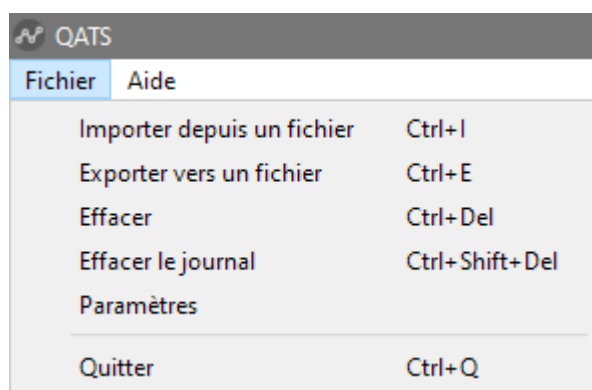 QATS
Fichier Aide
Importer depuis un fichier Ctrl+I
Exporter vers un fichier Ctrl+E
Effacer Ctrl+Del
Effacer le journal Ctrl+Shift+Del
Paramètres
Quitter Ctrl+Q